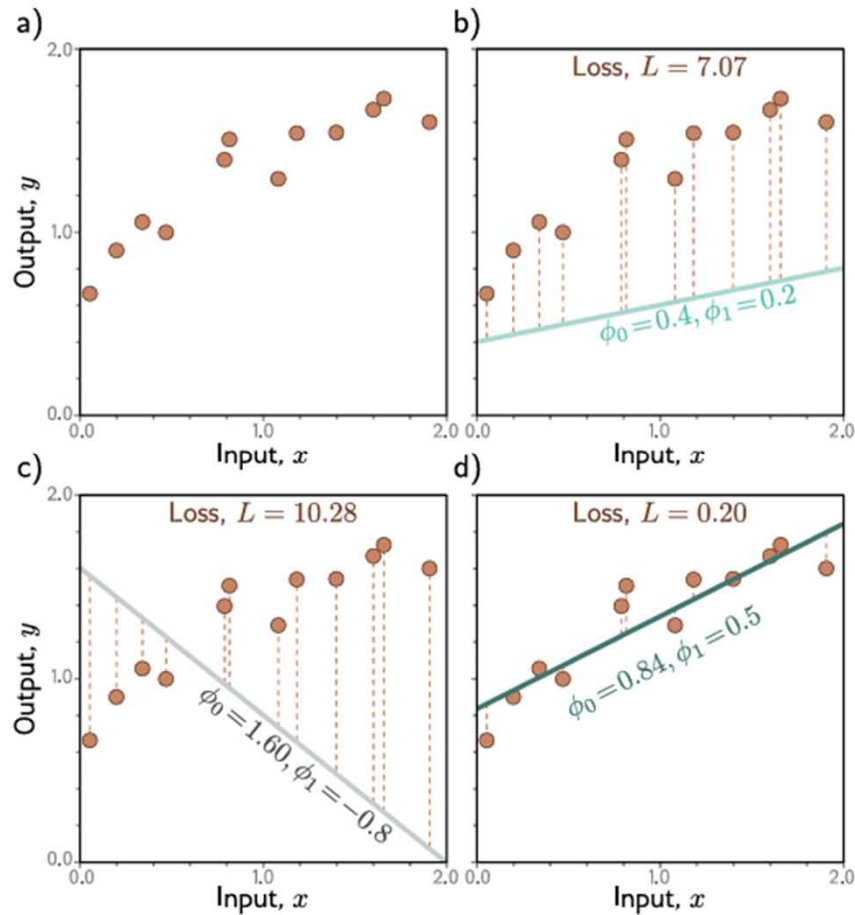 a)
2.0
1.0
0.0
Output, y
0.0 1.0 2.0
Input, x
b)
Loss, L = 7.07
ϕ₀ = 0.4, ϕ₁ = 0.2
0.0 1.0 2.0
Input, x
c)
2.0
1.0
0.0
Output, y
Loss, L = 10.28
ϕ₀ = 1.60, ϕ₁ = −0.8
0.0 1.0 2.0
Input, x
d)
Loss, L = 0.20
ϕ₀ = 0.84, ϕ₁ = 0.5
0.0 1.0 2.0
Input, x